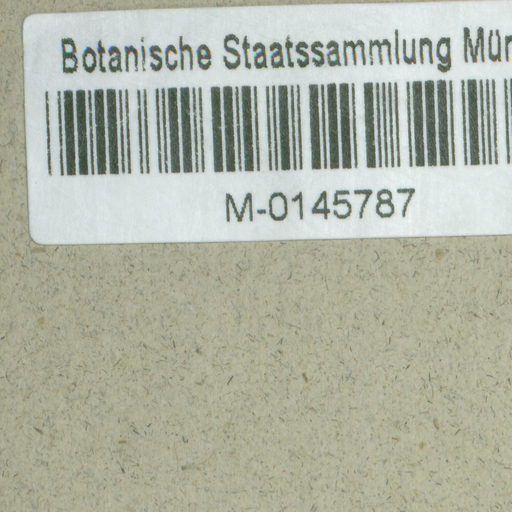 Botanische Staatssammlung Mün
M-0145787